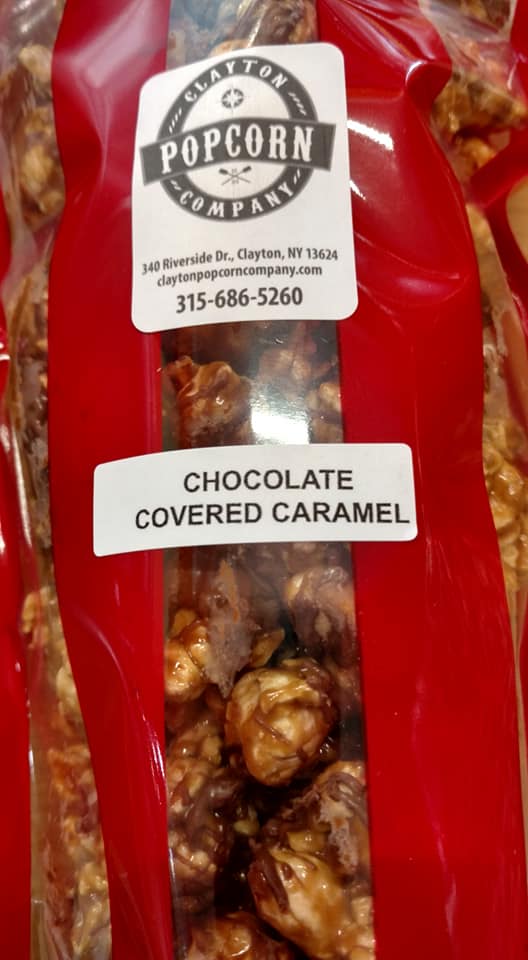 CLAYTON
POPCORN
COMPANY
340 Riverside Dr., Clayton, NY 13624
claytonpopcorncompany.com
315-686-5260
CHOCOLATE
COVERED CARAMEL